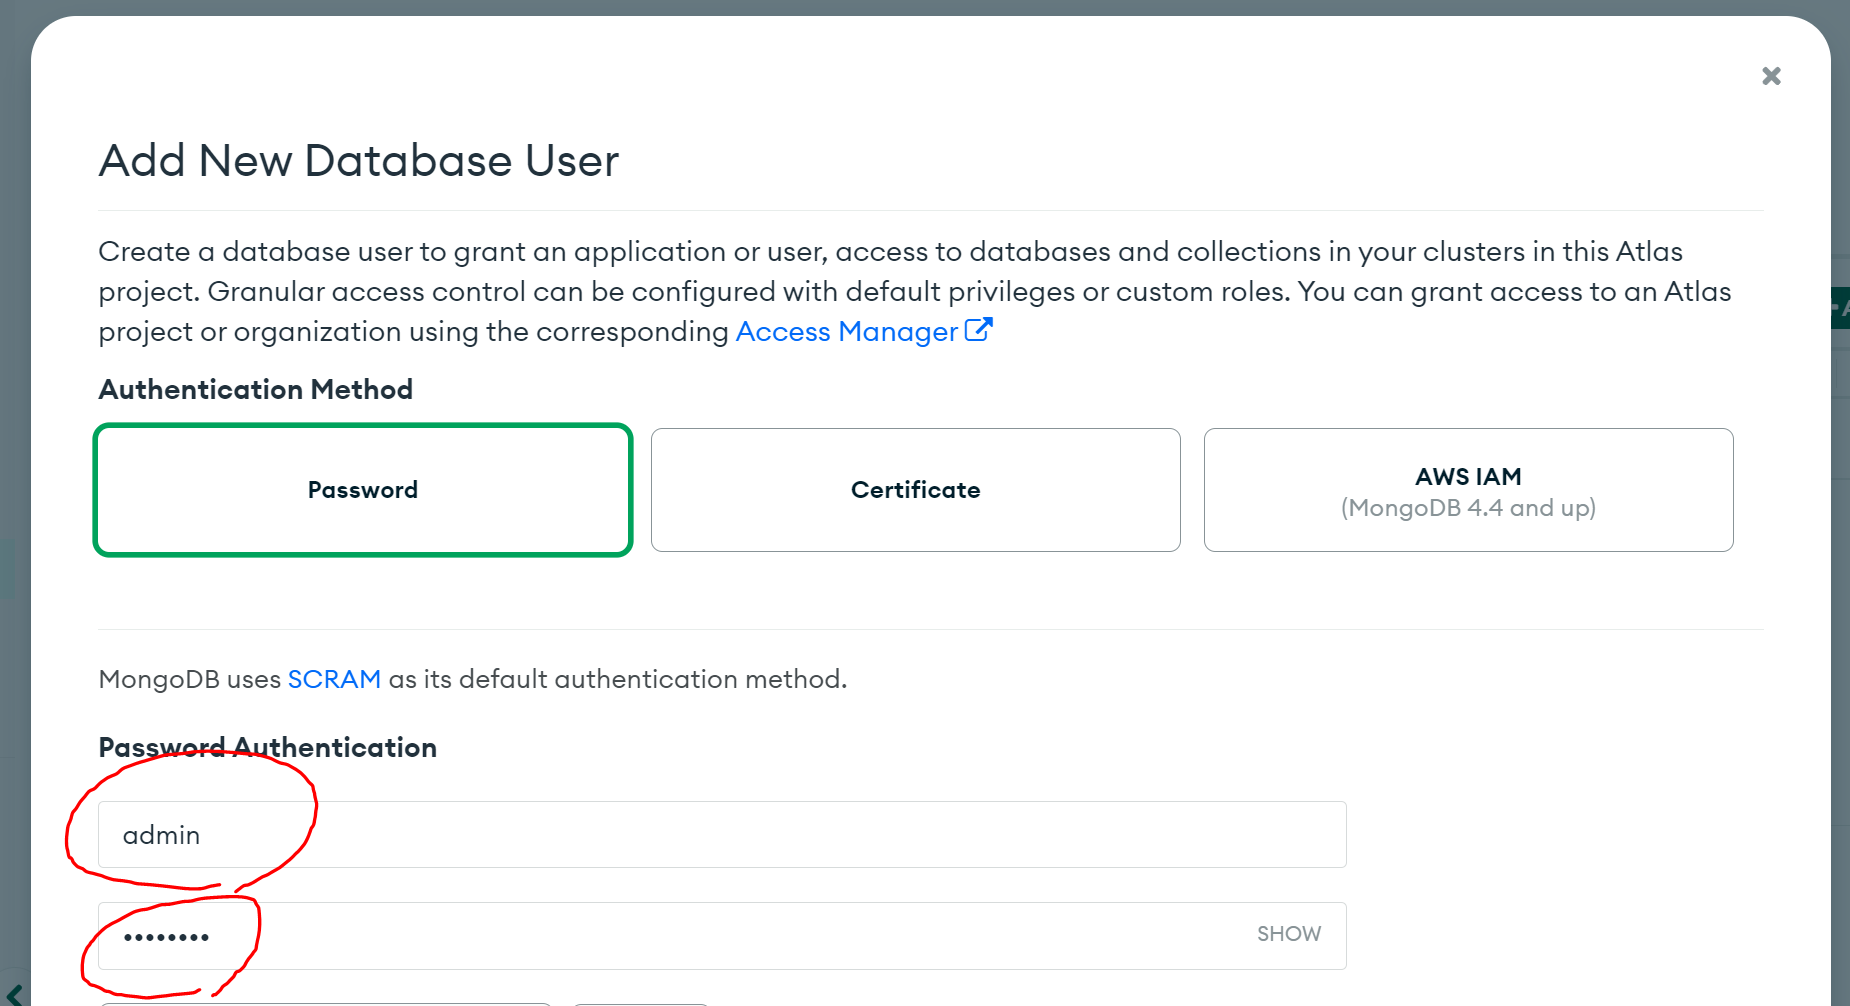 Add New Database User
Create a database user to grant an application or user, access to databases and collections in your clusters in this Atlas
project. Granular access control can be configured with default privileges or custom roles. You can grant access to an Atlas
project or organization using the corresponding Access Manager
Authentication Method
Password
Certificate
AWS IAM
(MongoDB 4.4 and up)
MongoDB uses SCRAM as its default authentication method.
Password Authentication
admin
•••••••• SHOW